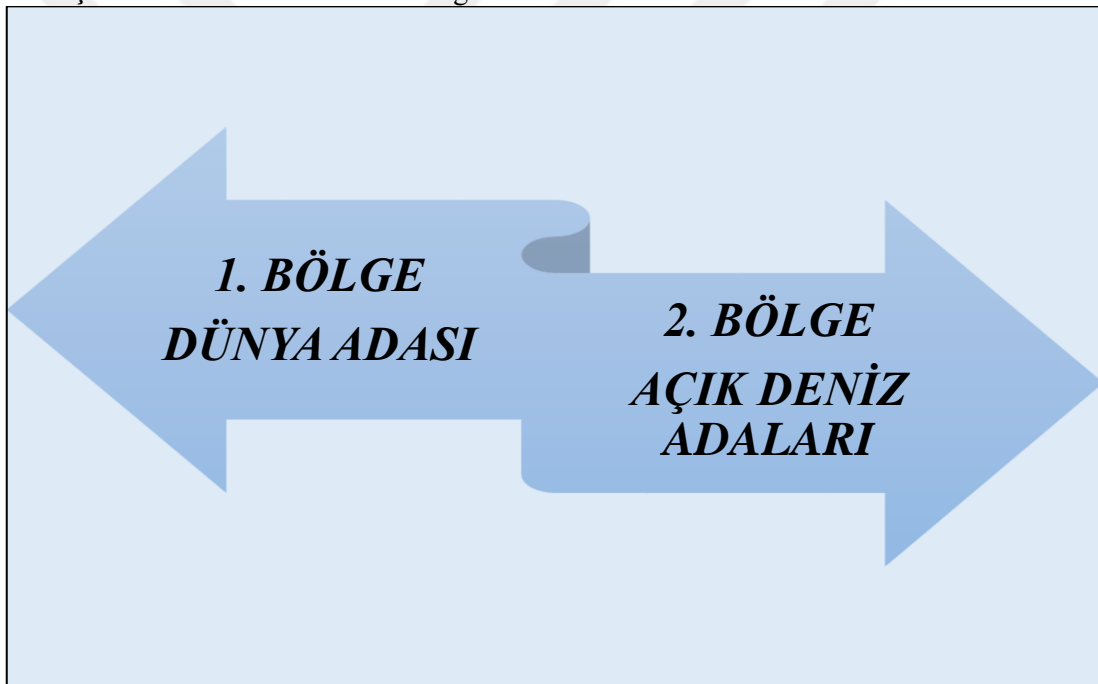 1. BÖLGE
DÜNYA ADASI
2. BÖLGE
AÇIK DENİZ
ADALARI